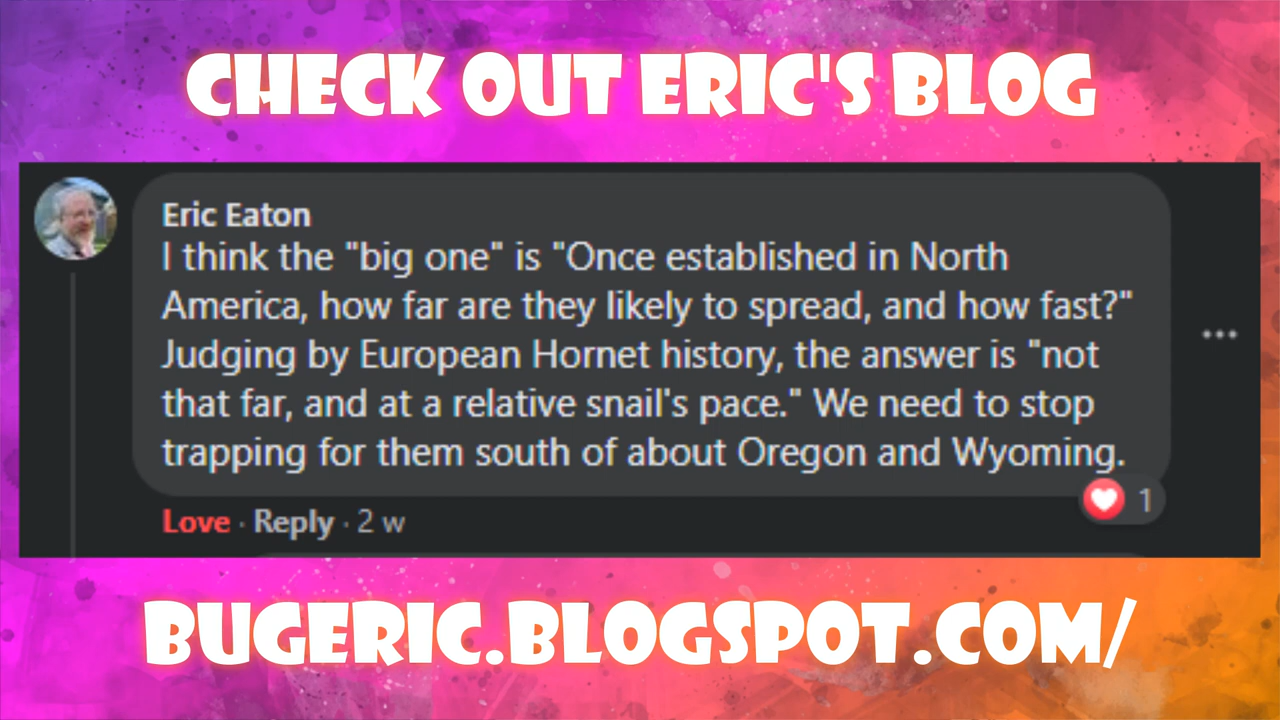 CHECK OUT ERIC'S BLOG
Eric Eaton
I think the "big one" is "Once established in North
America, how far are they likely to spread, and how fast?"
Judging by European Hornet history, the answer is "not
that far, and at a relative snail's pace." We need to stop
trapping for them south of about Oregon and Wyoming.
1
Love · Reply · 2 w
BUGERIC.BLOGSPOT.COM/